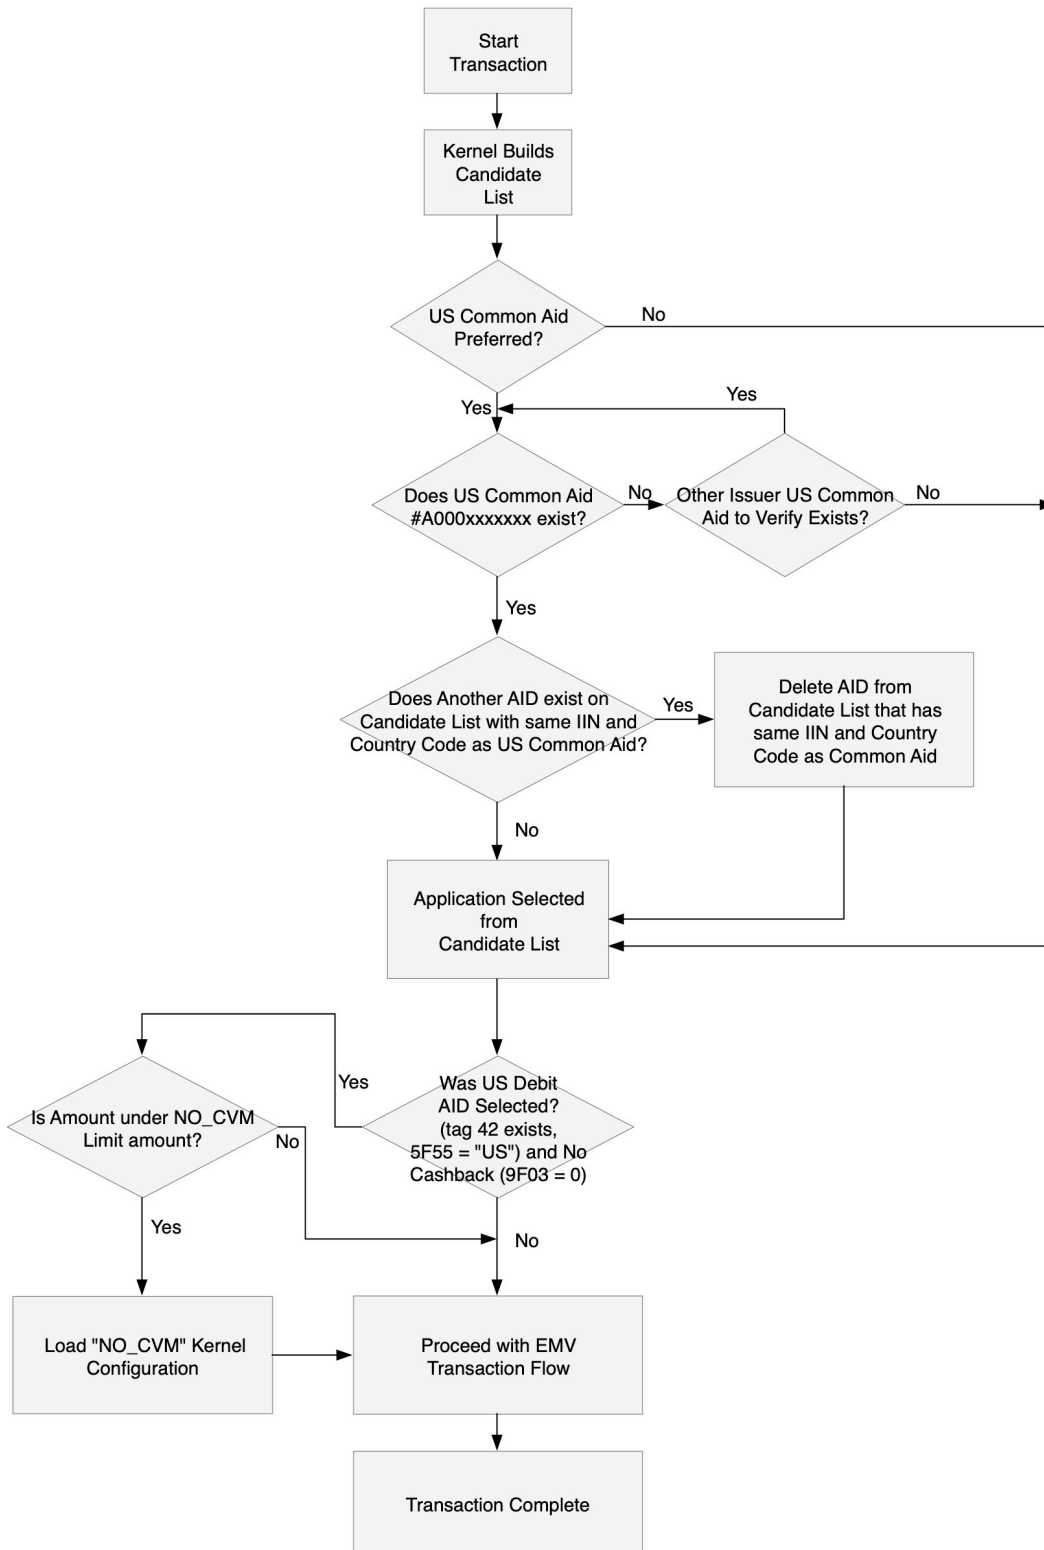 Start
Transaction
Kernel Builds
Candidate
List
US Common Aid
Preferred?
No
Yes
Yes
Does US Common Aid
#A000xxxxxxx exist?
No
Other Issuer US Common
Aid to Verify Exists?
No
Yes
Does Another AID exist on
Candidate List with same IIN and
Country Code as US Common Aid?
Yes
Delete AID from
Candidate List that has
same IIN and Country
Code as Common Aid
No
Application Selected
from
Candidate List
Was US Debit
AID Selected?
(tag 42 exists,
5F55 = "US") and No
Cashback (9F03 = 0)
Yes
Is Amount under NO_CVM
Limit amount?
No
Yes
No
Load "NO_CVM" Kernel
Configuration
Proceed with EMV
Transaction Flow
Transaction Complete